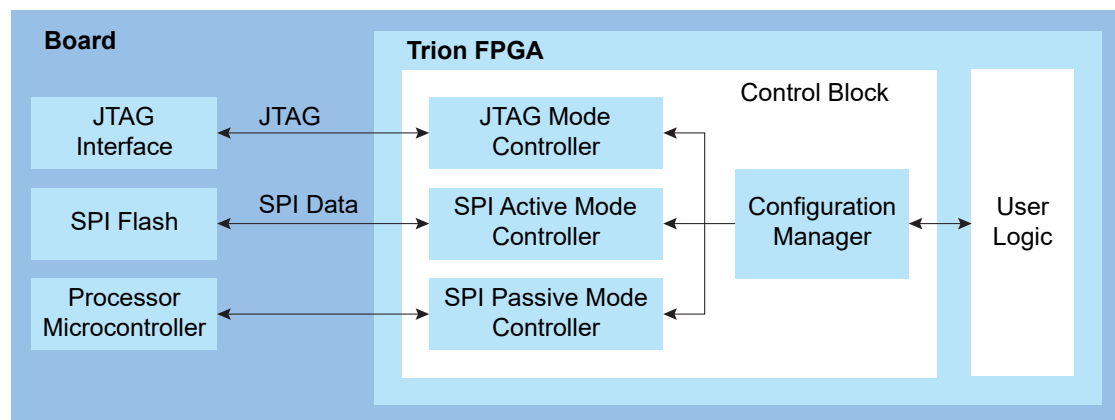 Board
Trion FPGA
Control Block
JTAG
Interface
JTAG
JTAG Mode
Controller
SPI Flash
SPI Data
SPI Active Mode
Controller
Configuration
Manager
User
Logic
Processor
Microcontroller
SPI Passive Mode
Controller